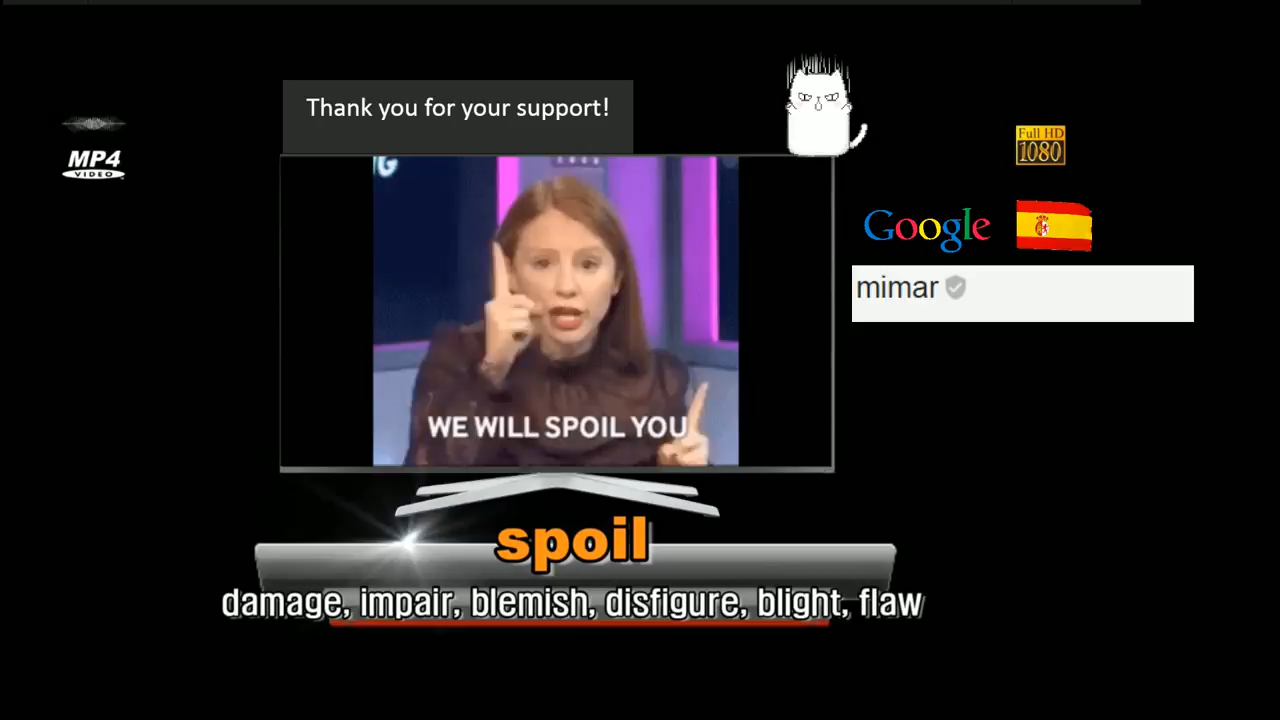 Thank you for your support!
MP4
VIDEO
Full HD
1080
Google
mimar
WE WILL SPOIL YOU
spoil
damage, impair, blemish, disfigure, blight, flaw